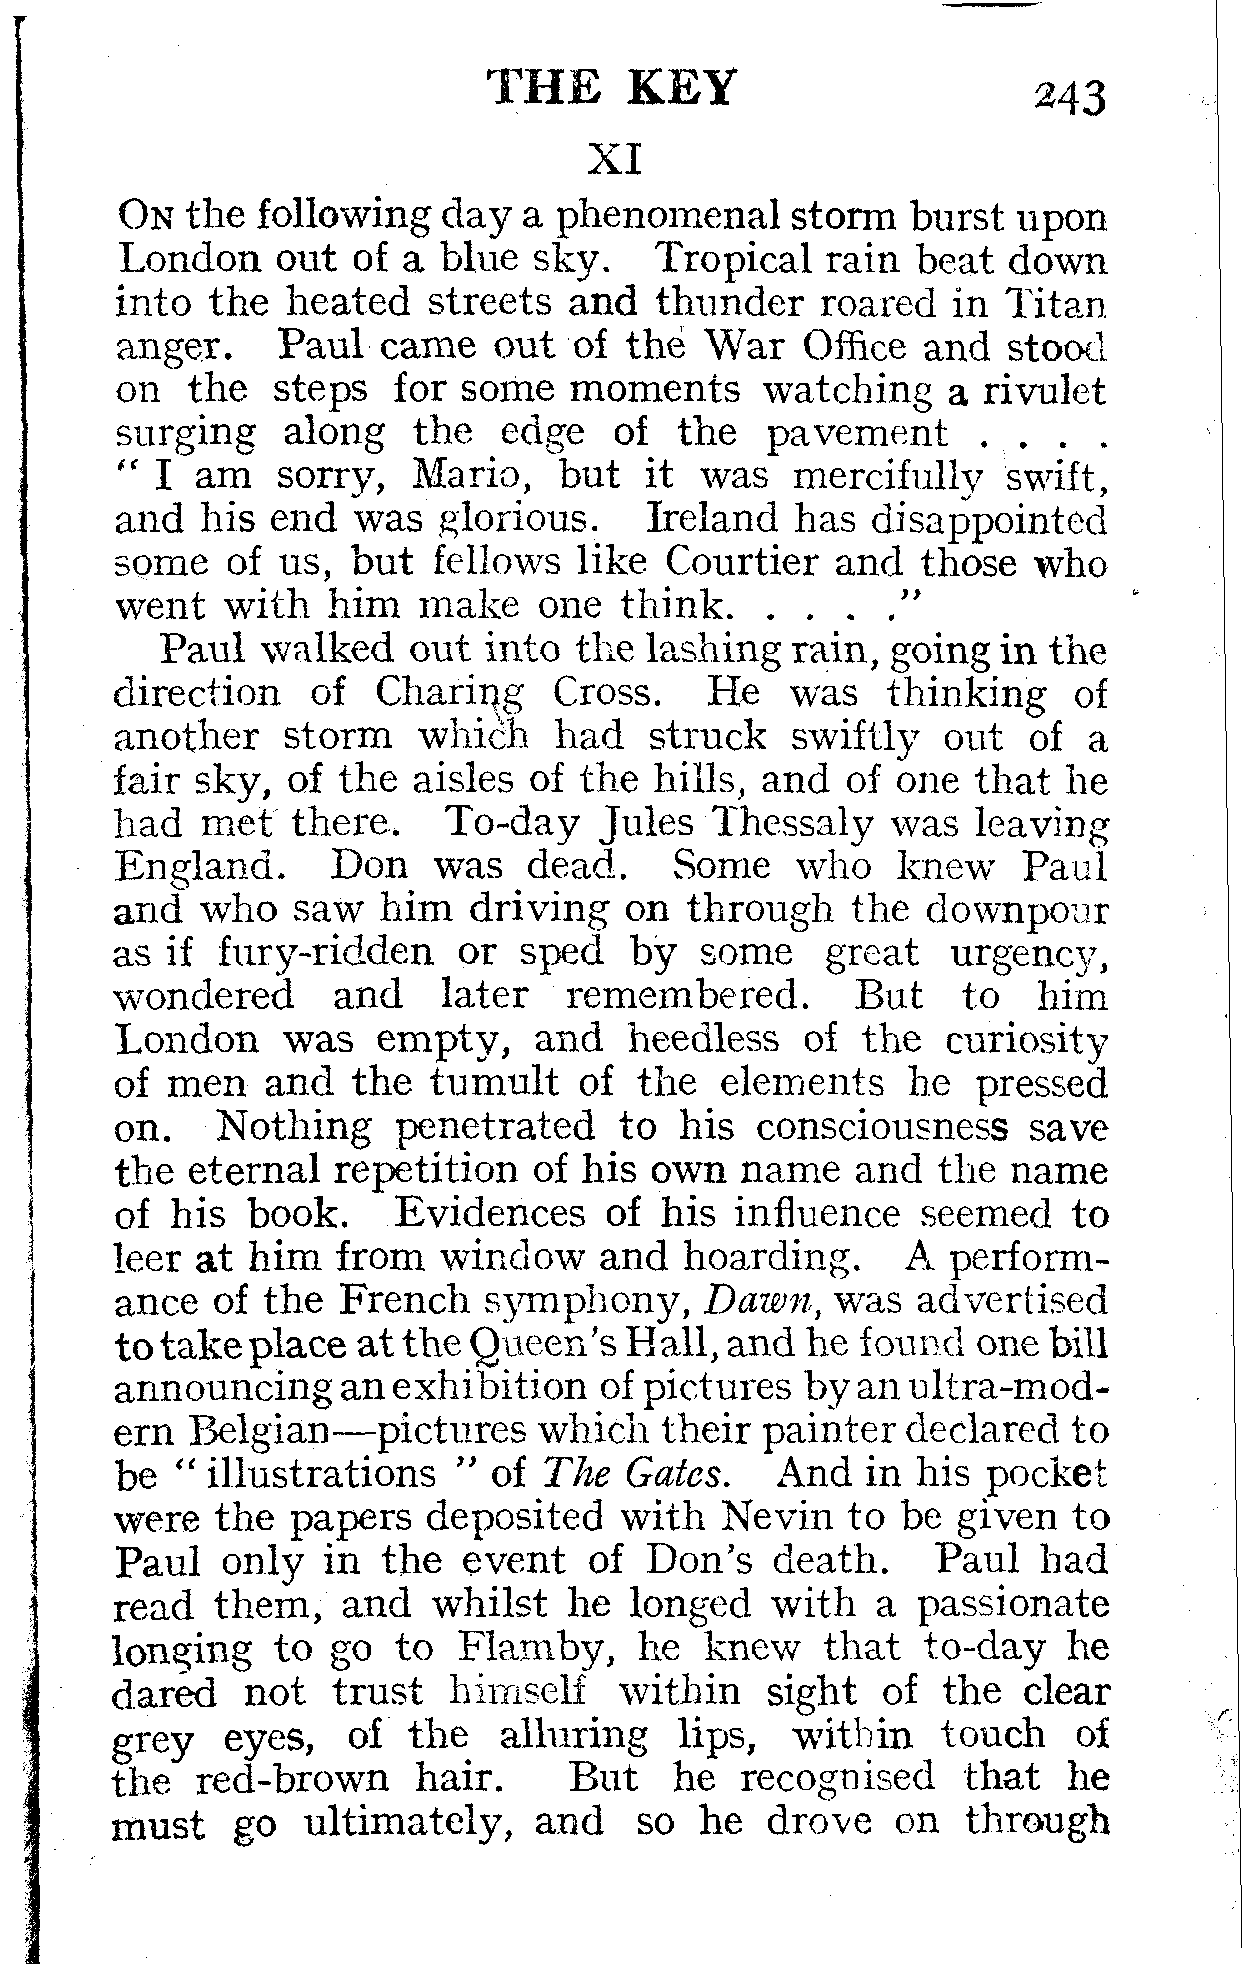 THE KEY 243
XI
ON the following day a phenomenal storm burst upon
London out of a blue sky. Tropical rain beat down
into the heated streets and thunder roared in Titan
anger. Paul came out of the War Office and stood
on the steps for some moments watching a rivulet
surging along the edge of the pavement . . . .
" I am sorry, Mario, but it was mercifully swift,
and his end was glorious. Ireland has disappointed
some of us, but fellows like Courtier and those who
went with him make one think. . . . ."
Paul walked out into the lashing rain, going in the
direction of Charing Cross. He was thinking of
another storm which had struck swiftly out of a
fair sky, of the aisles of the hills, and of one that he
had met there. To-day Jules Thessaly was leaving
England. Don was dead. Some who knew Paul
and who saw him driving on through the downpour
as if fury-ridden or sped by some great urgency,
wondered and later remembered. But to him
London was empty, and heedless of the curiosity
of men and the tumult of the elements he pressed
on. Nothing penetrated to his consciousness save
the eternal repetition of his own name and the name
of his book. Evidences of his influence seemed to
leer at him from window and hoarding. A perform-
ance of the French symphony, Dawn, was advertised
to take place at the Queen's Hall, and he found one bill
announcing an exhibition of pictures by an ultra-mod-
ern Belgian—pictures which their painter declared to
be " illustrations " of The Gates. And in his pocket
were the papers deposited with Nevin to be given to
Paul only in the event of Don's death. Paul had
read them, and whilst he longed with a passionate
longing to go to Flamby, he knew that to-day he
dared not trust himself within sight of the clear
grey eyes, of the alluring lips, within touch of
the red-brown hair. But he recognised that he
must go ultimately, and so he drove on through